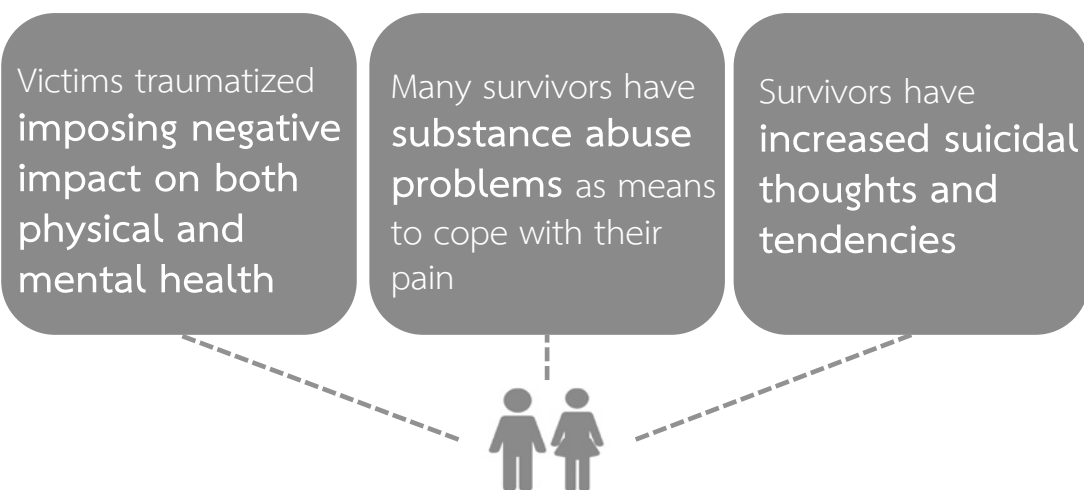 Victims traumatized
imposing negative
impact on both
physical and
mental health
Many survivors have
substance abuse
problems as means
to cope with their
pain
Survivors have
increased suicidal
thoughts and
tendencies